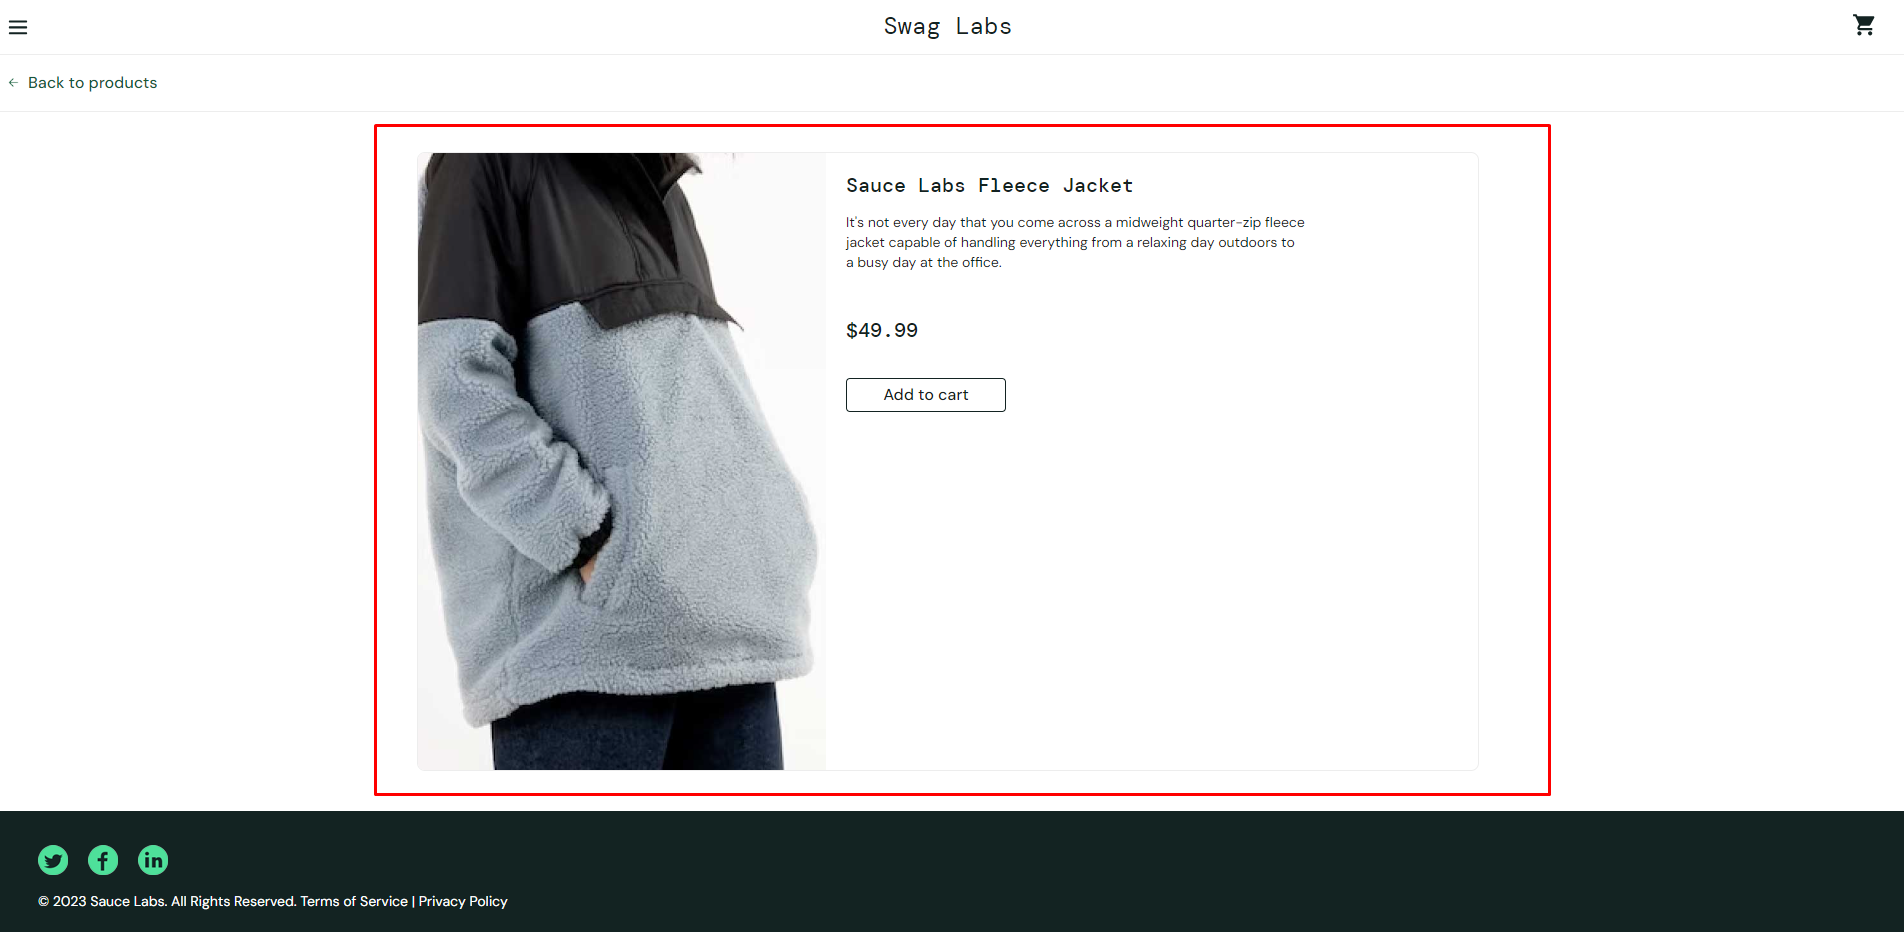 Swag Labs
Back to products
Sauce Labs Fleece Jacket
It's not every day that you come across a midweight quarter-zip fleece
jacket capable of handling everything from a relaxing day outdoors to
a busy day at the office.
$49.99
Add to cart
© 2023 Sauce Labs. All Rights Reserved. Terms of Service | Privacy Policy